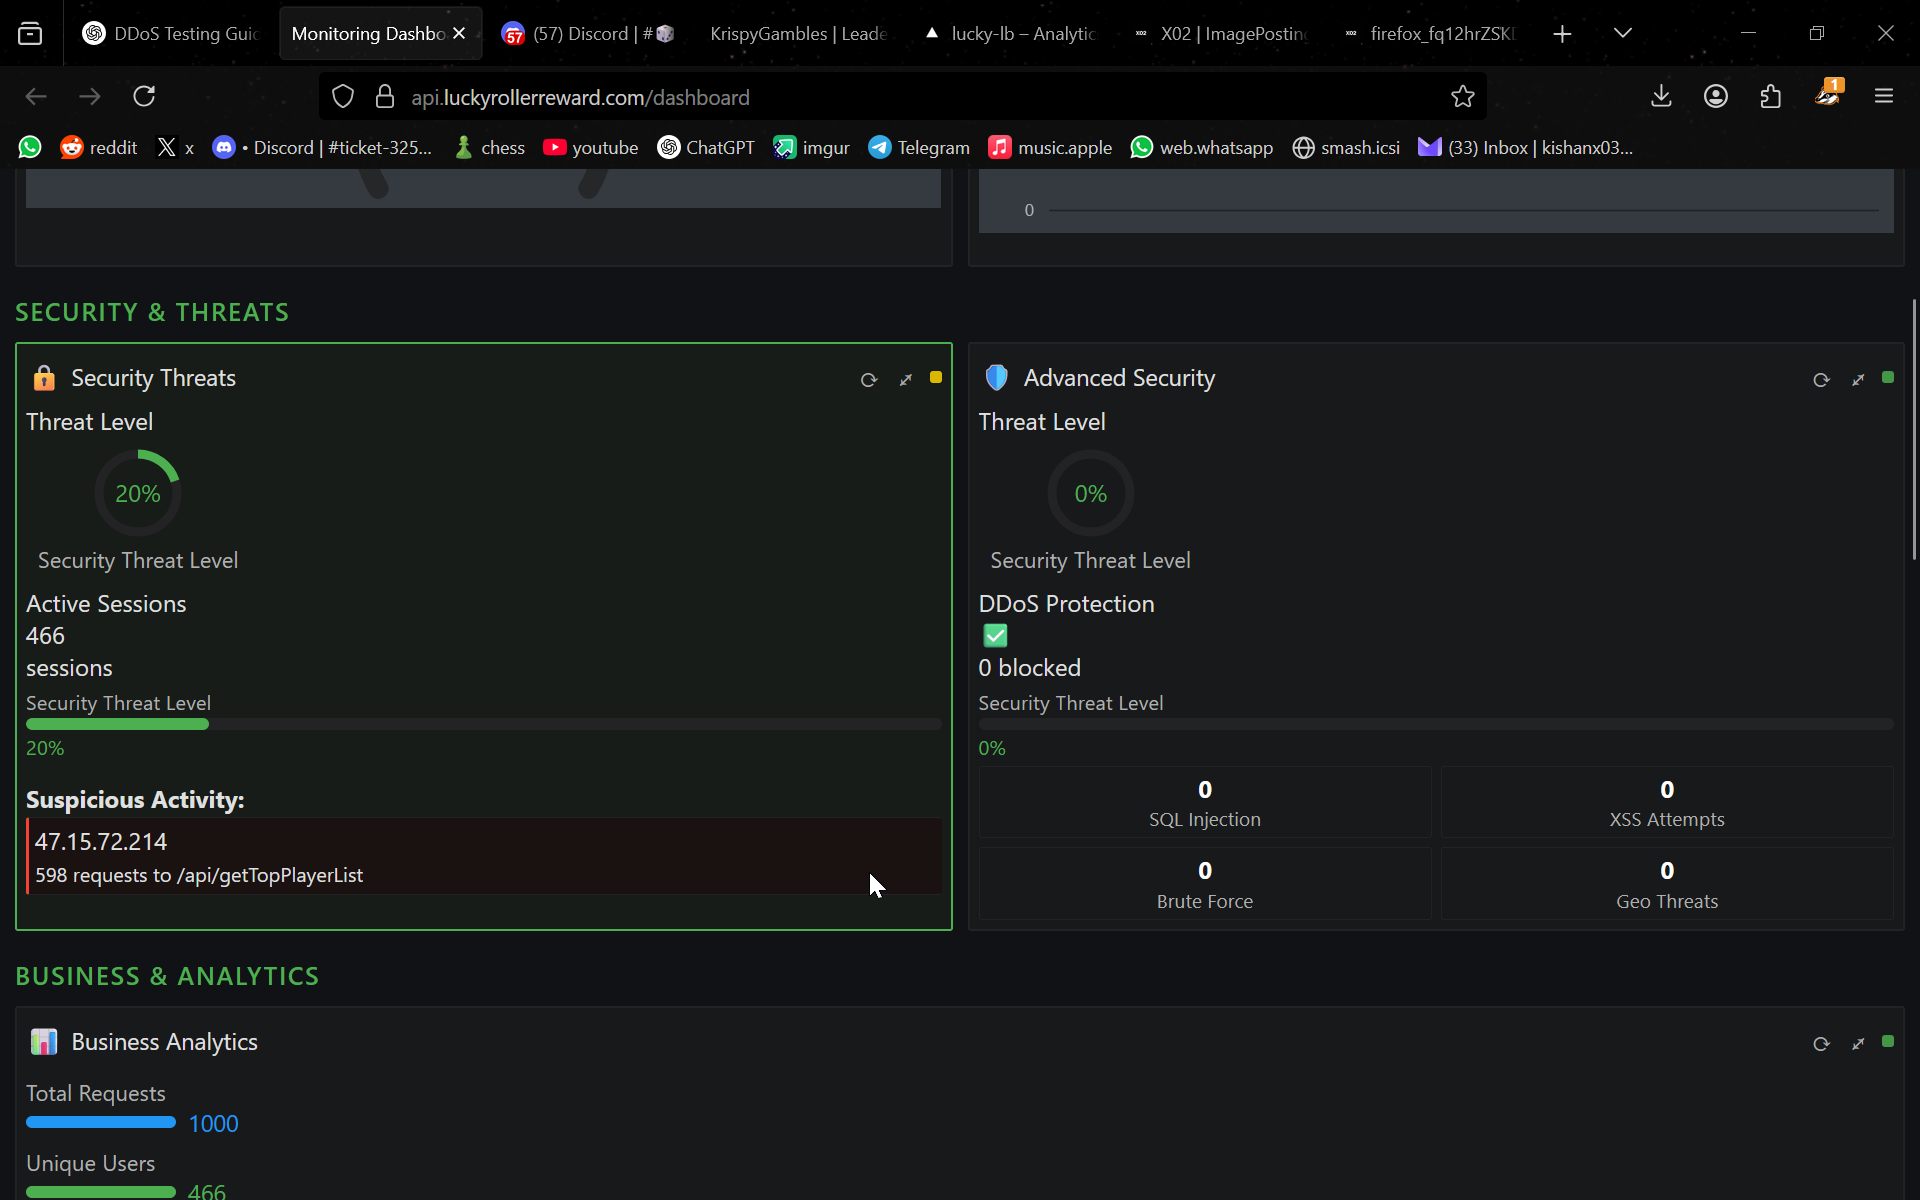 DDoS Testing Guid
Monitoring Dashbo
57 (57) Discord | #
KrispyGambles | Leade
lucky-lb – Analytic
X02 | ImagePosting
firefox_fq12hrZSK
api.luckyrollerreward.com/dashboard
1
reddit
x
• Discord | #ticket-325...
chess
youtube
ChatGPT
imgur
Telegram
music.apple
web.whatsapp
smash.icsi
(33) Inbox | kishanx03...
0
SECURITY & THREATS
Security Threats
Threat Level
20%
Security Threat Level
Active Sessions
466
sessions
Security Threat Level
20%
Suspicious Activity:
47.15.72.214
598 requests to /api/getTopPlayerList
Advanced Security
Threat Level
0%
Security Threat Level
DDoS Protection
0 blocked
Security Threat Level
0%
0
SQL Injection
0
XSS Attempts
0
Brute Force
0
Geo Threats
BUSINESS & ANALYTICS
Business Analytics
Total Requests
1000
Unique Users
466